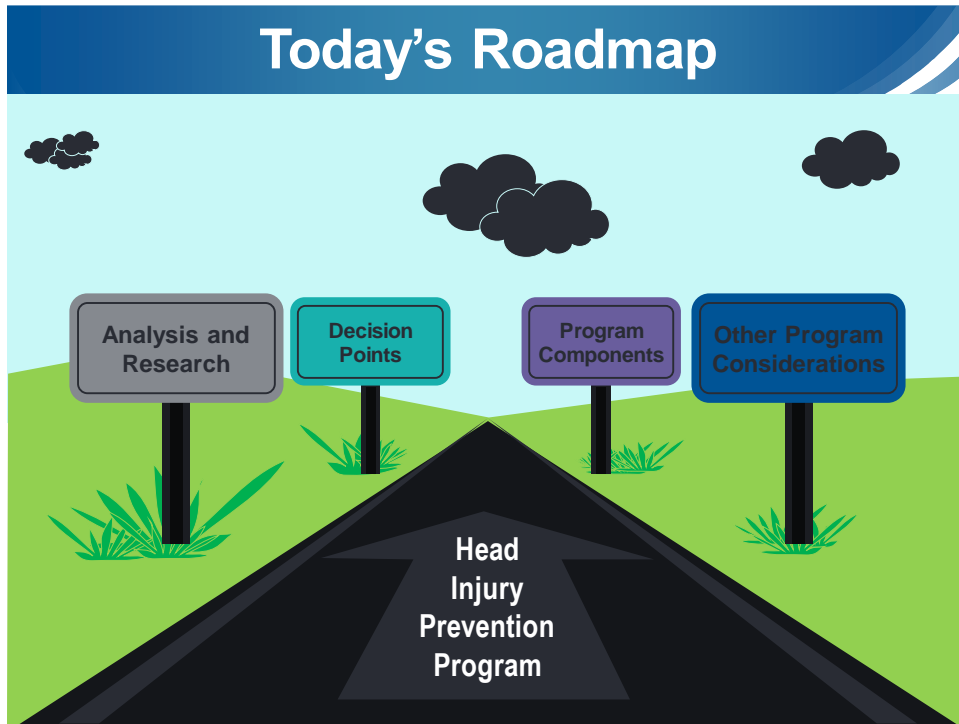 Today’s Roadmap
Analysis and
Research
Decision
Points
Program
Components
Other Program
Considerations
Head
Injury
Prevention
Program